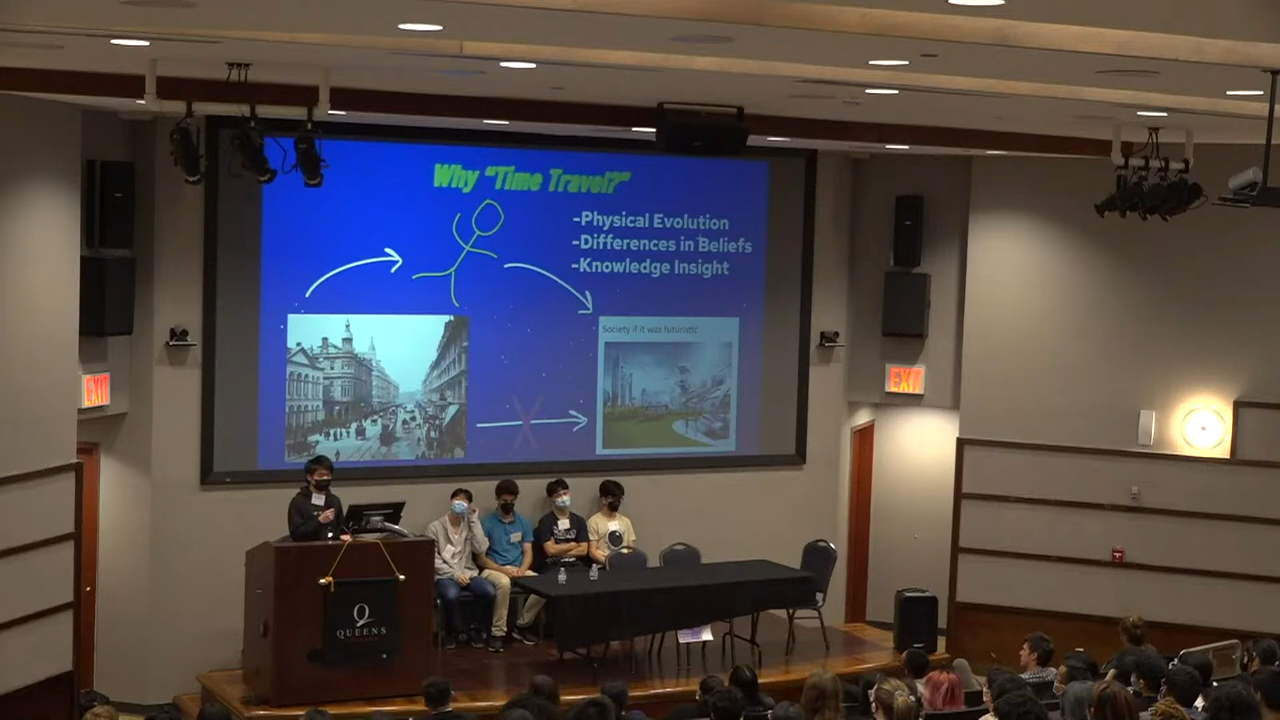 Why "Time Travel?"
-Physical Evolution
-Differences in Beliefs
-Knowledge Insight
Society if it was futuristic
EXIT
EXIT
Q
QUEENS